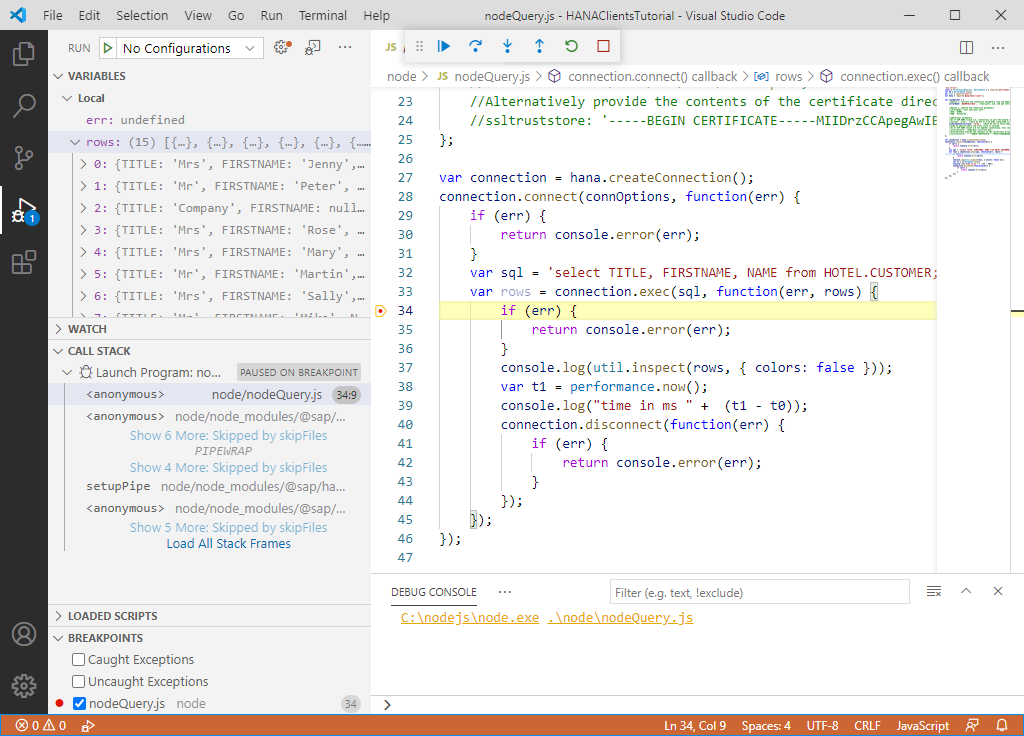 File Edit Selection View Go Run Terminal Help nodeQuery.js - HANAClientsTutorial - Visual Studio Code
RUN No Configurations ···
JS
node > JS nodeQuery.js > connection.connect() callback > rows > connection.exec() callback
VARIABLES
Local
err: undefined
rows: (15) [{…}, {…}, {…}, {…}, {…}, {…}, {……
0: {TITLE: 'Mrs', FIRSTNAME: 'Jenny',…
1: {TITLE: 'Mr', FIRSTNAME: 'Peter', …
2: {TITLE: 'Company', FIRSTNAME: null…
3: {TITLE: 'Mrs', FIRSTNAME: 'Rose', …
4: {TITLE: 'Mrs', FIRSTNAME: 'Mary', …
5: {TITLE: 'Mr', FIRSTNAME: 'Martin',…
6: {TITLE: 'Mrs', FIRSTNAME: 'Sally',…
WATCH
CALL STACK
Launch Program: no... PAUSED ON BREAKPOINT
<anonymous> node/nodeQuery.js 34:9
<anonymous> node/node_modules/@sap/...
Show 6 More: Skipped by skipFiles
PIPEWRAP
Show 4 More: Skipped by skipFiles
setupPipe node/node_modules/@sap/ha...
<anonymous> node/node_modules/@sap/...
Show 5 More: Skipped by skipFiles
Load All Stack Frames
LOADED SCRIPTS
BREAKPOINTS
Caught Exceptions
Uncaught Exceptions
nodeQuery.js node 34
1
23 //Alternatively provide the contents of the certificate direc
24 //ssltruststore: '-----BEGIN CERTIFICATE-----MIIDrzCCApegAwIE
25 };
26
27 var connection = hana.createConnection();
28 connection.connect(connOptions, function(err) {
29 if (err) {
30 return console.error(err);
31 }
32 var sql = 'select TITLE, FIRSTNAME, NAME from HOTEL.CUSTOMER;
33 var rows = connection.exec(sql, function(err, rows) {
34 if (err) {
35 return console.error(err);
36 }
37 console.log(util.inspect(rows, { colors: false }));
38 var t1 = performance.now();
39 console.log("time in ms " + (t1 - t0));
40 connection.disconnect(function(err) {
41 if (err) {
42 return console.error(err);
43 }
44 });
45 });
46 });
47
DEBUG CONSOLE ··· Filter (e.g. text, !exclude)
C:\nodejs\node.exe .\node\nodeQuery.js
>
0 0 Ln 34, Col 9 Spaces: 4 UTF-8 CRLF JavaScript